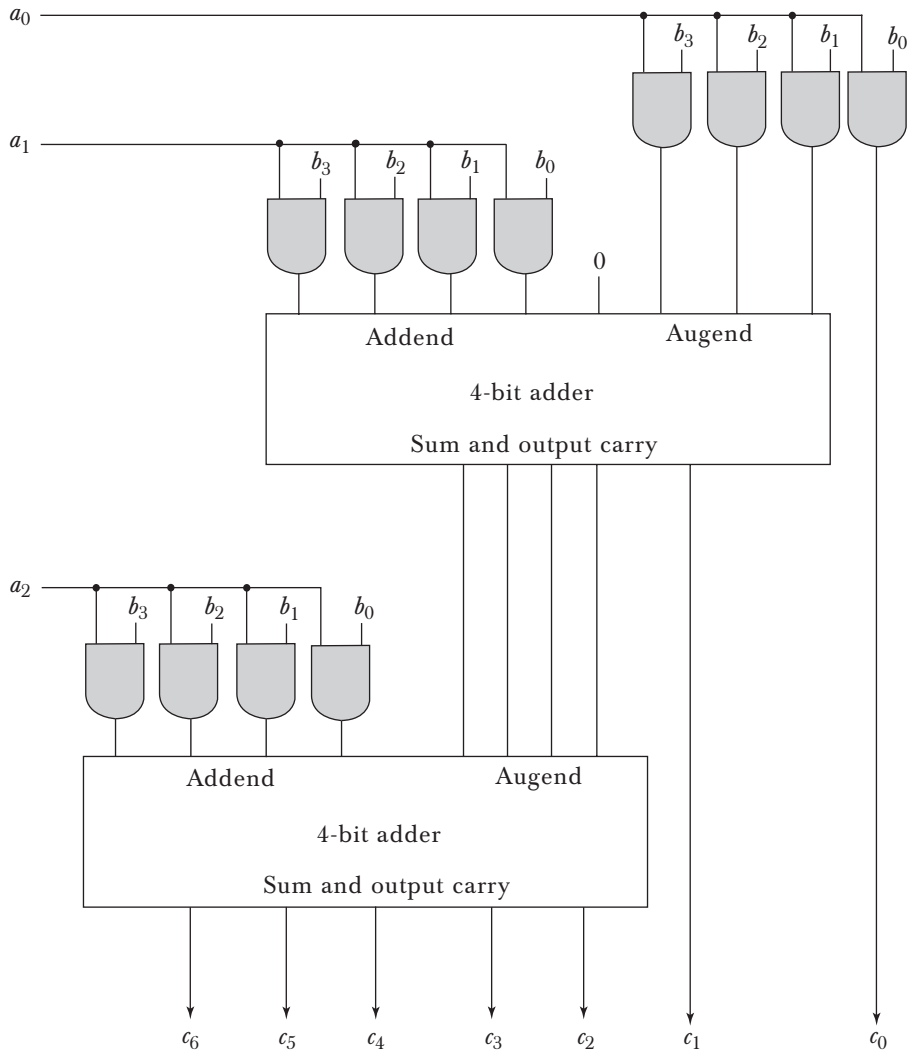 a₀
b₃ b₂ b₁ b₀
a₁
b₃ b₂ b₁ b₀
0
Addend Augend
4-bit adder
Sum and output carry
a₂
b₃ b₂ b₁ b₀
Addend Augend
4-bit adder
Sum and output carry
c₆ c₅ c₄ c₃ c₂ c₁ c₀